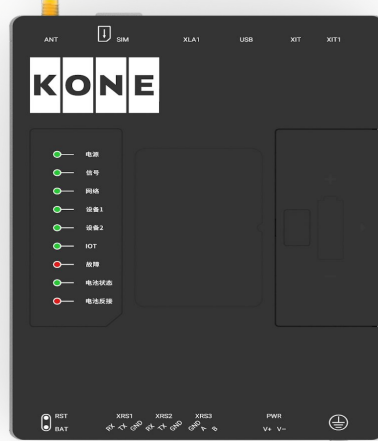 ANT SIM XLA1 USB XIT XIT1
KONE
电源
信号
网络
设备1
设备2
IOT
故障
电池状态
电池反接
RST XRS1 XRS2 XRS3 PWR
BAT RX TX GND RX TX GND GND A B V+ V-